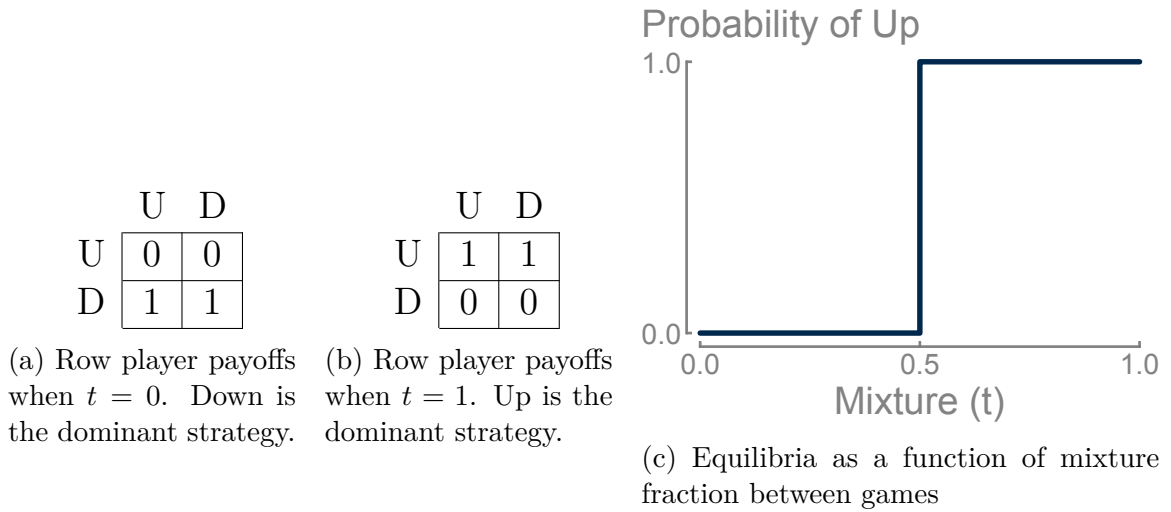 U D
U 0 0
D 1 1
(a) Row player payoffs
when t = 0. Down is
the dominant strategy.
U D
U 1 1
D 0 0
(b) Row player payoffs
when t = 1. Up is the
dominant strategy.
Probability of Up
1.0
0.0
0.0 0.5 1.0
Mixture (t)
(c) Equilibria as a function of mixture
fraction between games